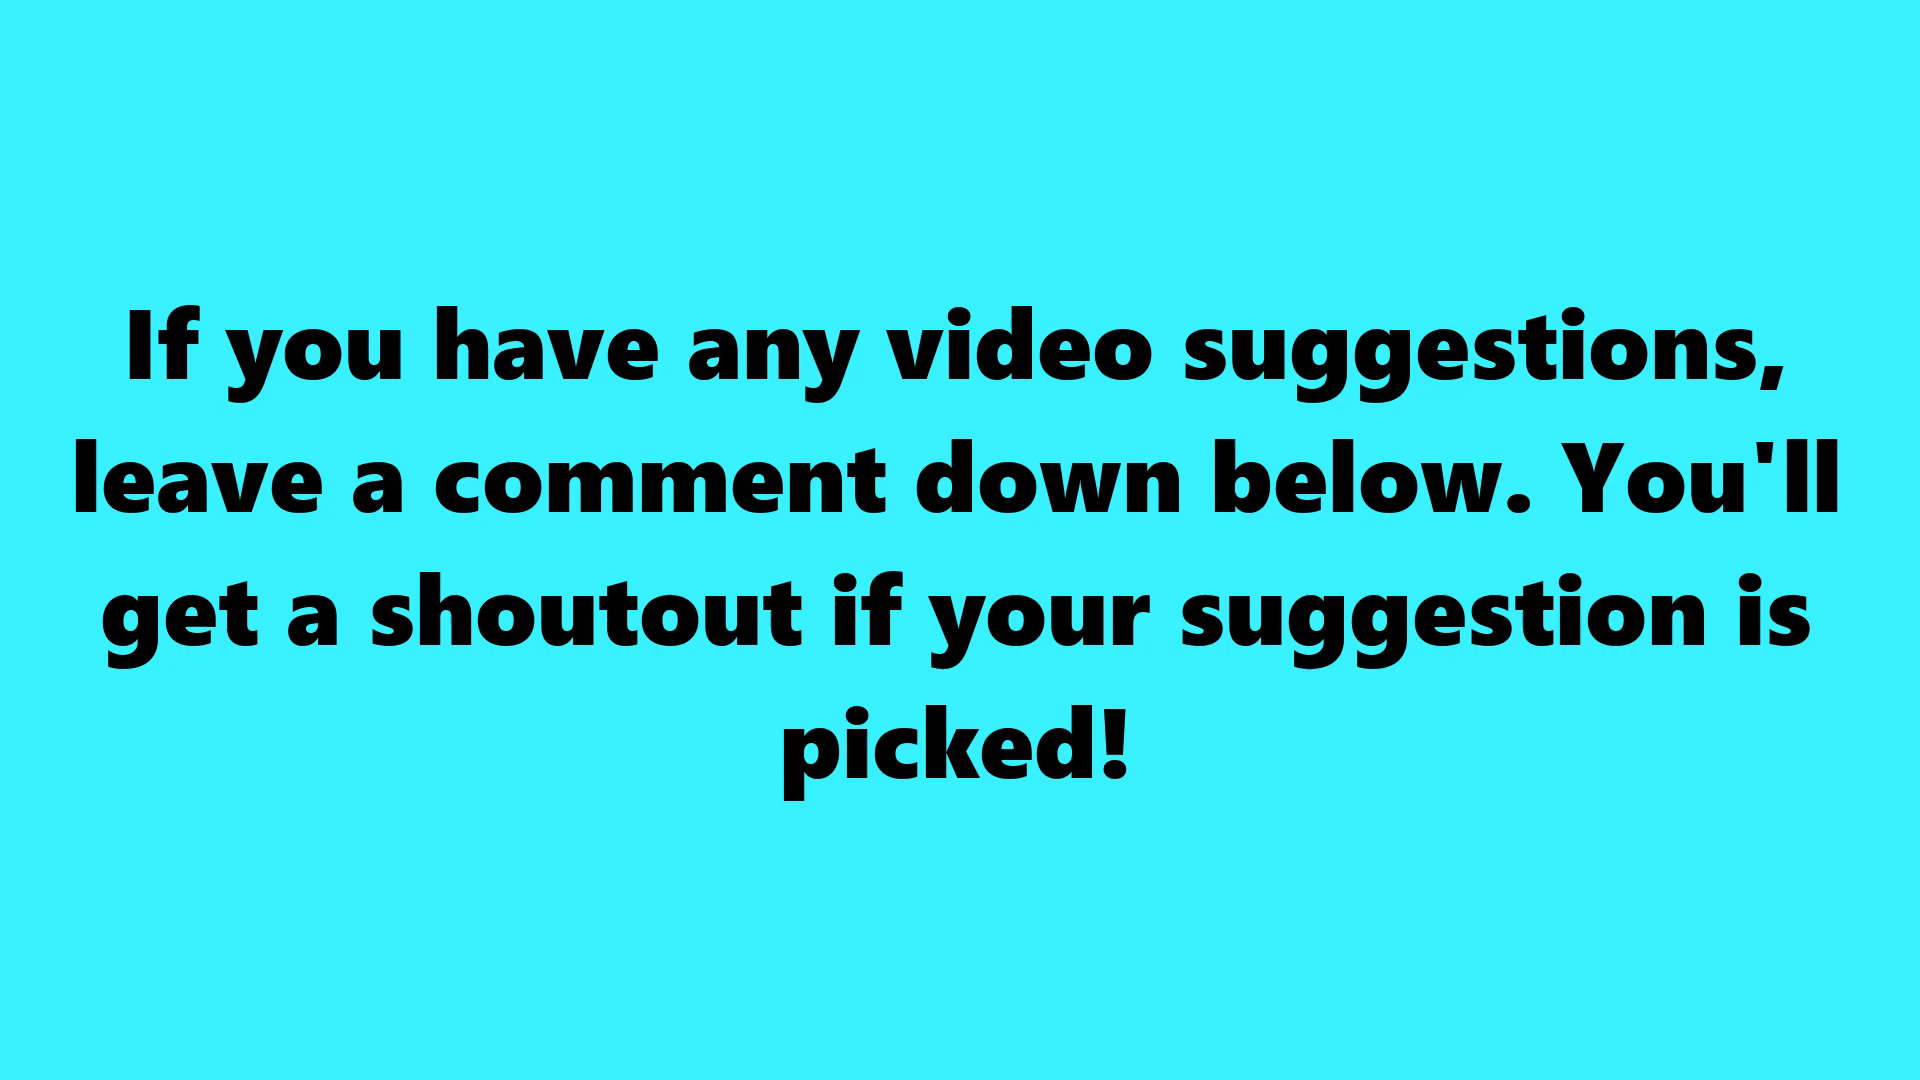 If you have any video suggestions,
leave a comment down below. You'll
get a shoutout if your suggestion is
picked!